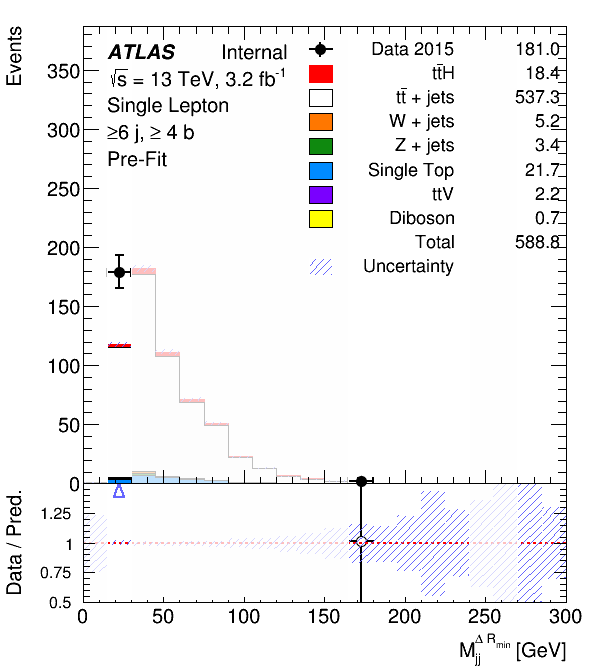 Events
ATLAS Internal
√s = 13 TeV, 3.2 fb⁻¹
Single Lepton
≥6 j, ≥ 4 b
Pre-Fit
Data 2015 181.0
tt̄H 18.4
tt̄ + jets 537.3
W + jets 5.2
Z + jets 3.4
Single Top 21.7
ttV 2.2
Diboson 0.7
Total 588.8
Uncertainty
350
300
250
200
150
100
50
0
Data / Pred.
1.25
1
0.75
0.5
0 50 100 150 200 250 300
M_jj^Δ R_min [GeV]